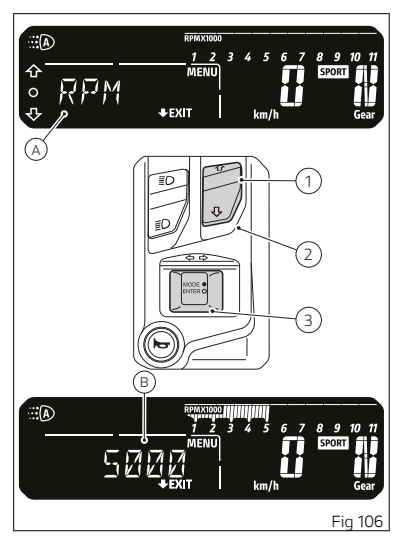 A
RPMX1000
1 2 3 4 5 6 7 8 9 10 11
MENU
SPORT
RPM
0 N
EXIT
km/h
Gear
A
1
2
MODE
ENTER
3
B
A
RPMX1000
1 2 3 4 5 6 7 8 9 10 11
MENU
SPORT
5000
0 N
EXIT
km/h
Gear
Fig 106